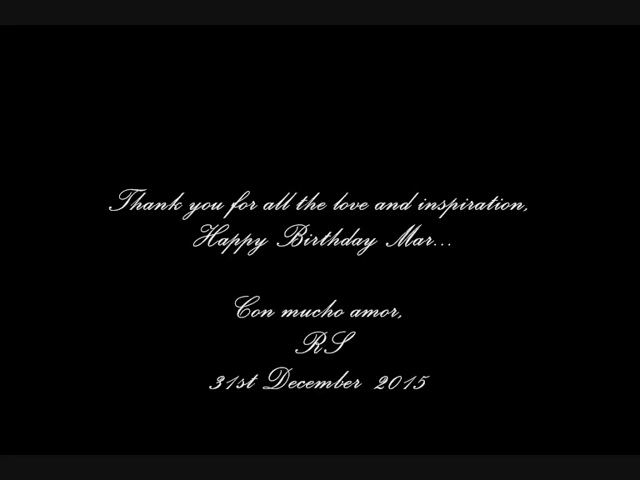 Thank you for all the love and inspiration,
Happy Birthday Mar...
Con mucho amor,
RS
31st December 2015